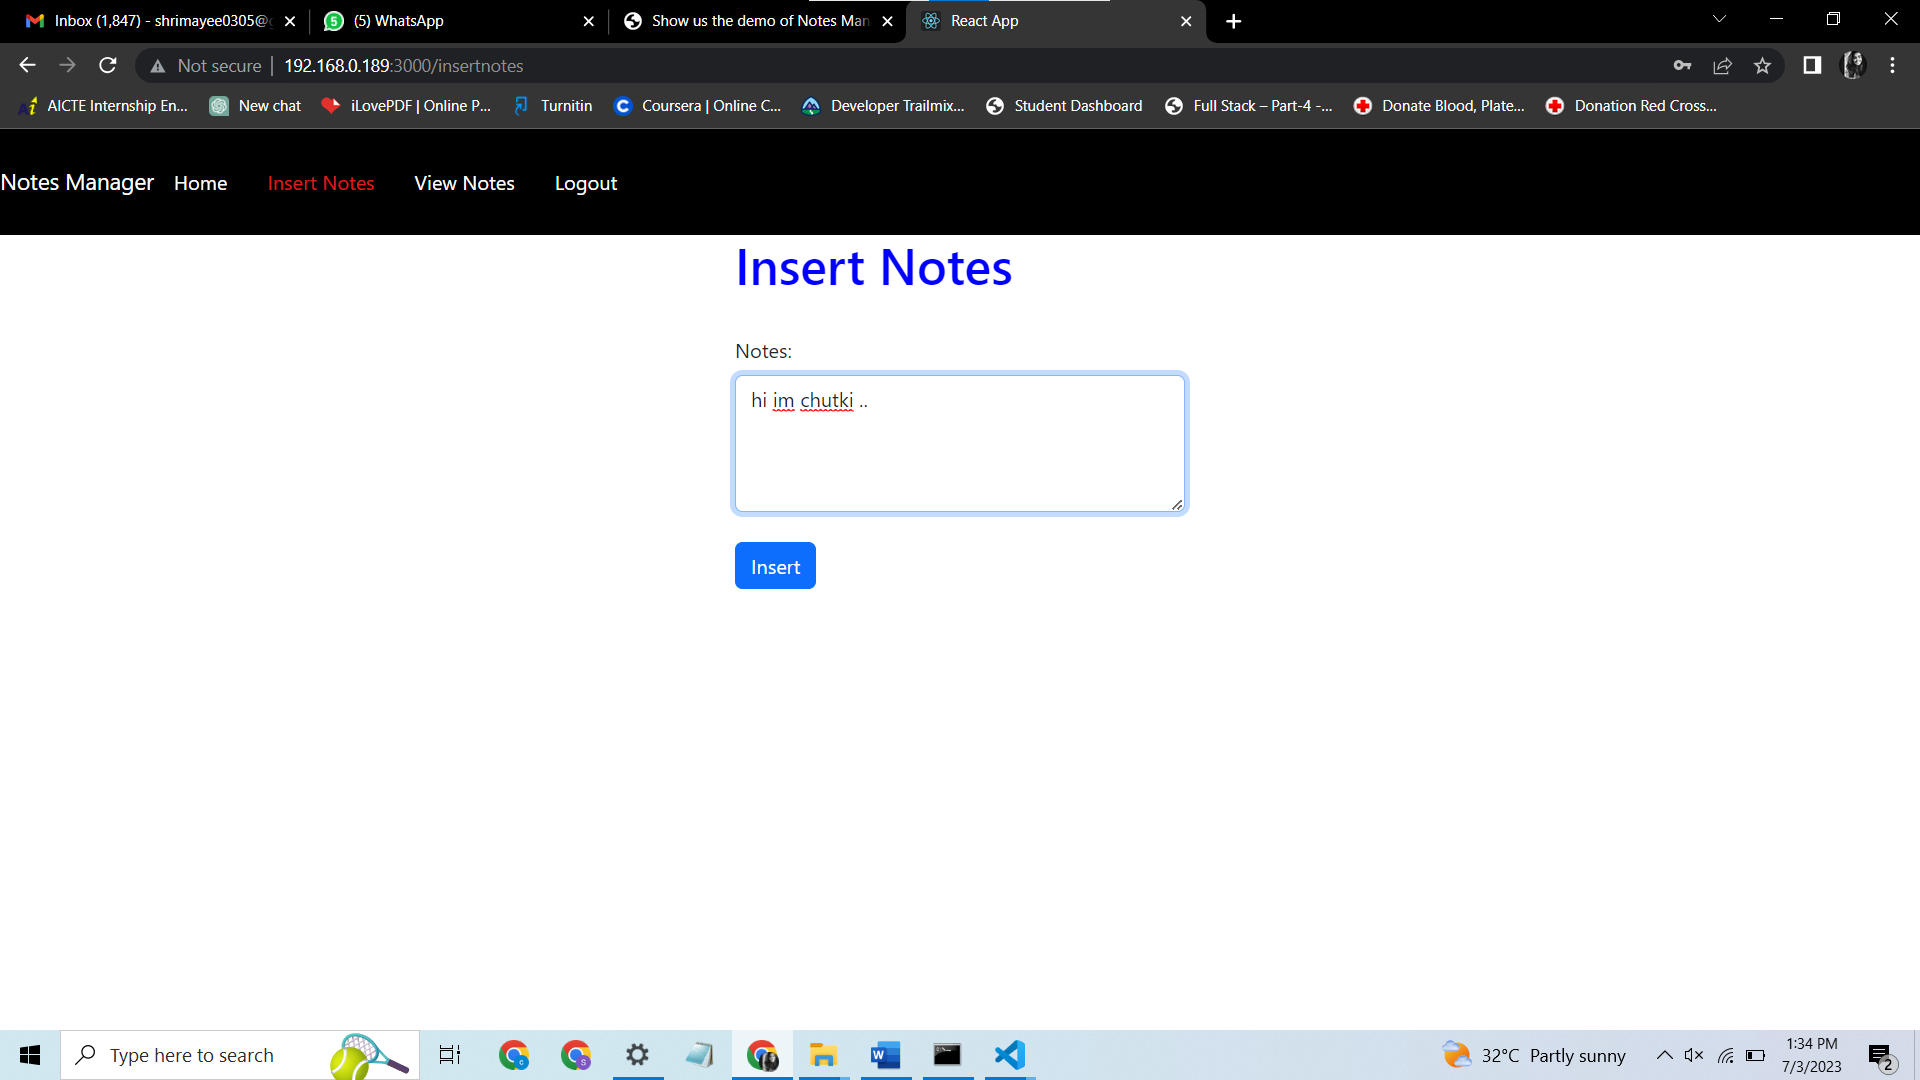 Inbox (1,847) - shrimayee0305@
(5) WhatsApp
Show us the demo of Notes Man
React App
Not secure
192.168.0.189:3000/insertnotes
AICTE Internship En...
New chat
iLovePDF | Online P...
Turnitin
Coursera | Online C...
Developer Trailmix...
Student Dashboard
Full Stack – Part-4 -...
Donate Blood, Plate...
Donation Red Cross...
Notes Manager Home Insert Notes View Notes Logout
Insert Notes
Notes:
hi im chutki ..
Insert
Type here to search
32°C Partly sunny
1:34 PM
7/3/2023
2